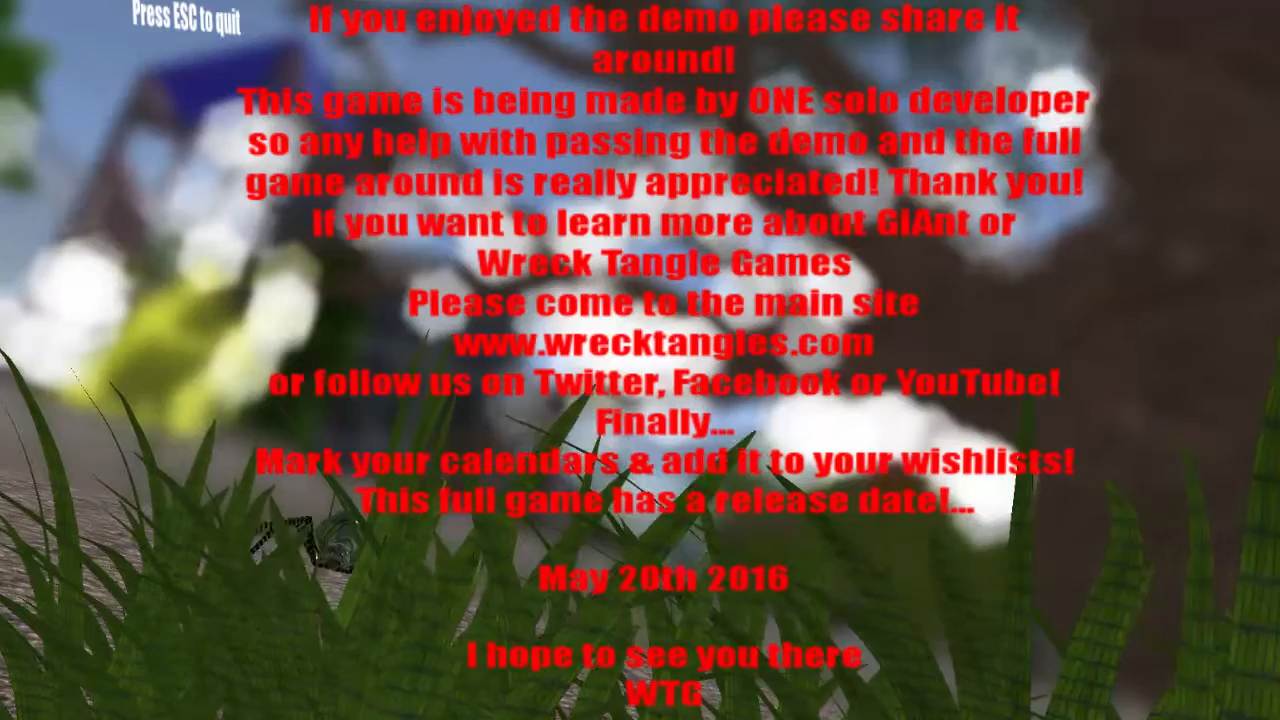 Press ESC to quit
If you enjoyed the demo please share it
around!
This game is being made by ONE solo developer
so any help with passing the demo and the full
game around is really appreciated! Thank you!
If you want to learn more about GiAnt or
Wreck Tangle Games
Please come to the main site
www.wrecktangles.com
or follow us on Twitter, Facebook or YouTube!
Finally...
Mark your calendars & add it to your wishlists!
This full game has a release date!...
May 20th 2016
I hope to see you there
WTG